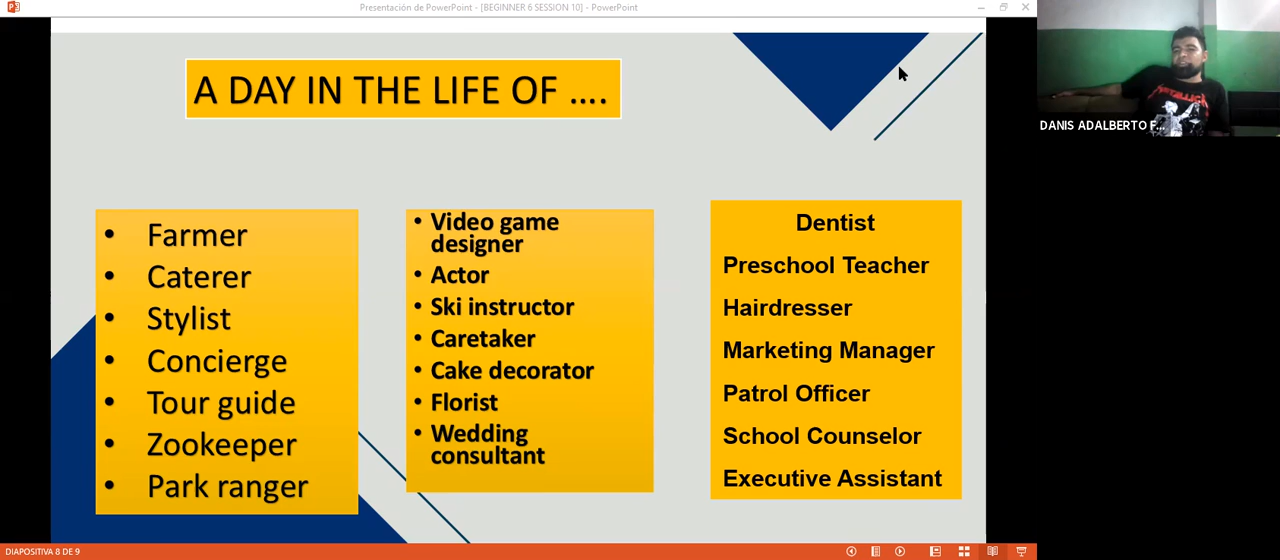 Presentación de PowerPoint - [BEGINNER 6 SESSION 10] - PowerPoint
A DAY IN THE LIFE OF ....
• Farmer
• Caterer
• Stylist
• Concierge
• Tour guide
• Zookeeper
• Park ranger
• Video game
designer
• Actor
• Ski instructor
• Caretaker
• Cake decorator
• Florist
• Wedding
consultant
Dentist
Preschool Teacher
Hairdresser
Marketing Manager
Patrol Officer
School Counselor
Executive Assistant
METALLICA
DANIS ADALBERTO F...
DIAPOSITIVA 8 DE 9